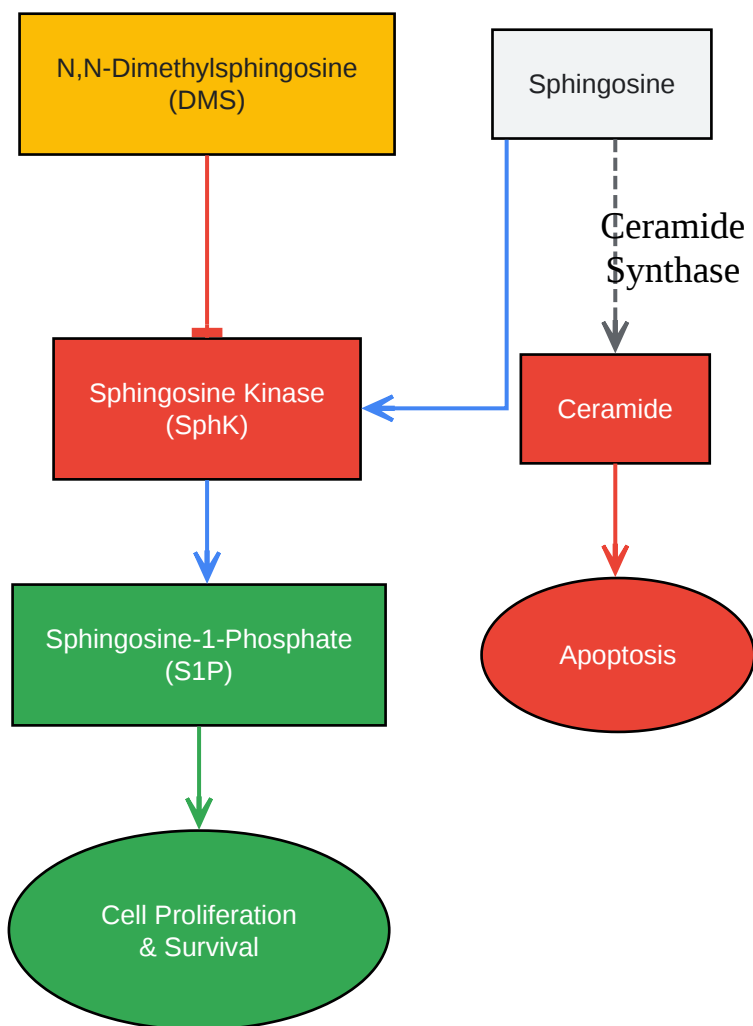 N,N-Dimethylsphingosine
(DMS)
Sphingosine
Ceramide
Synthase
Sphingosine Kinase
(SphK)
Ceramide
Sphingosine-1-Phosphate
(S1P)
Apoptosis
Cell Proliferation
& Survival